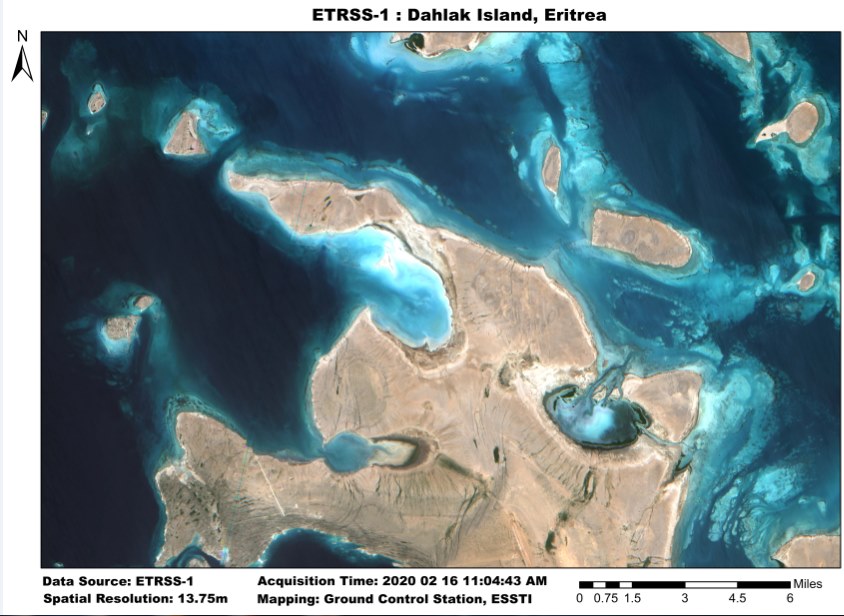 ETRSS-1 : Dahlak Island, Eritrea
N
Data Source: ETRSS-1
Acquisition Time: 2020 02 16 11:04:43 AM
Spatial Resolution: 13.75m
Mapping: Ground Control Station, ESSTI
Miles
0 0.75 1.5 3 4.5 6